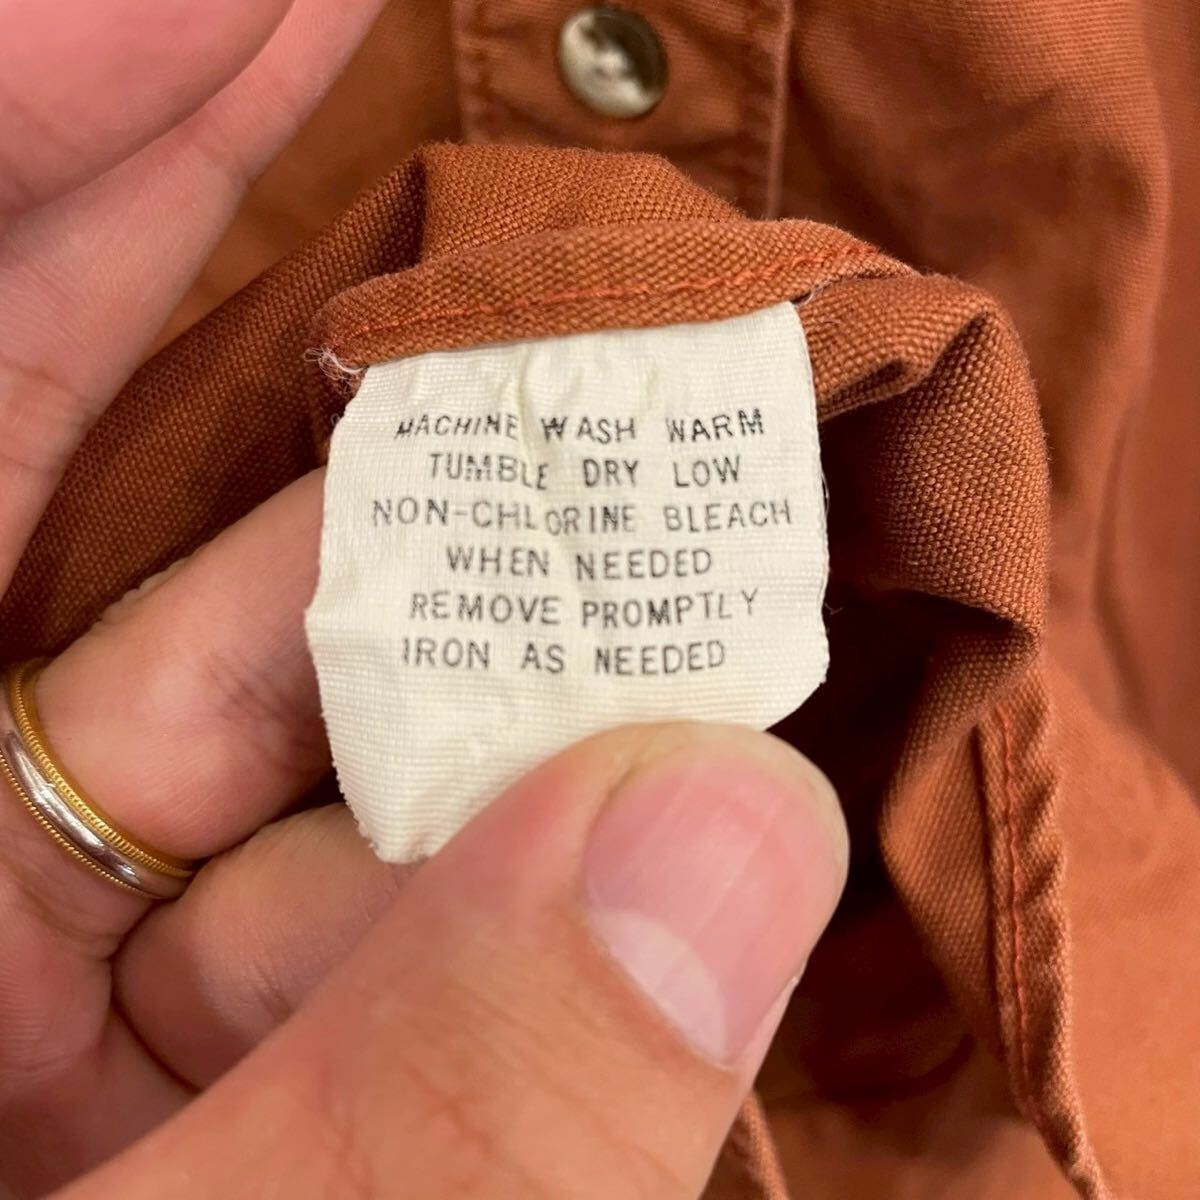 MACHINE WASH WARM
TUMBLE DRY LOW
NON-CHLORINE BLEACH
WHEN NEEDED
REMOVE PROMPTLY
IRON AS NEEDED